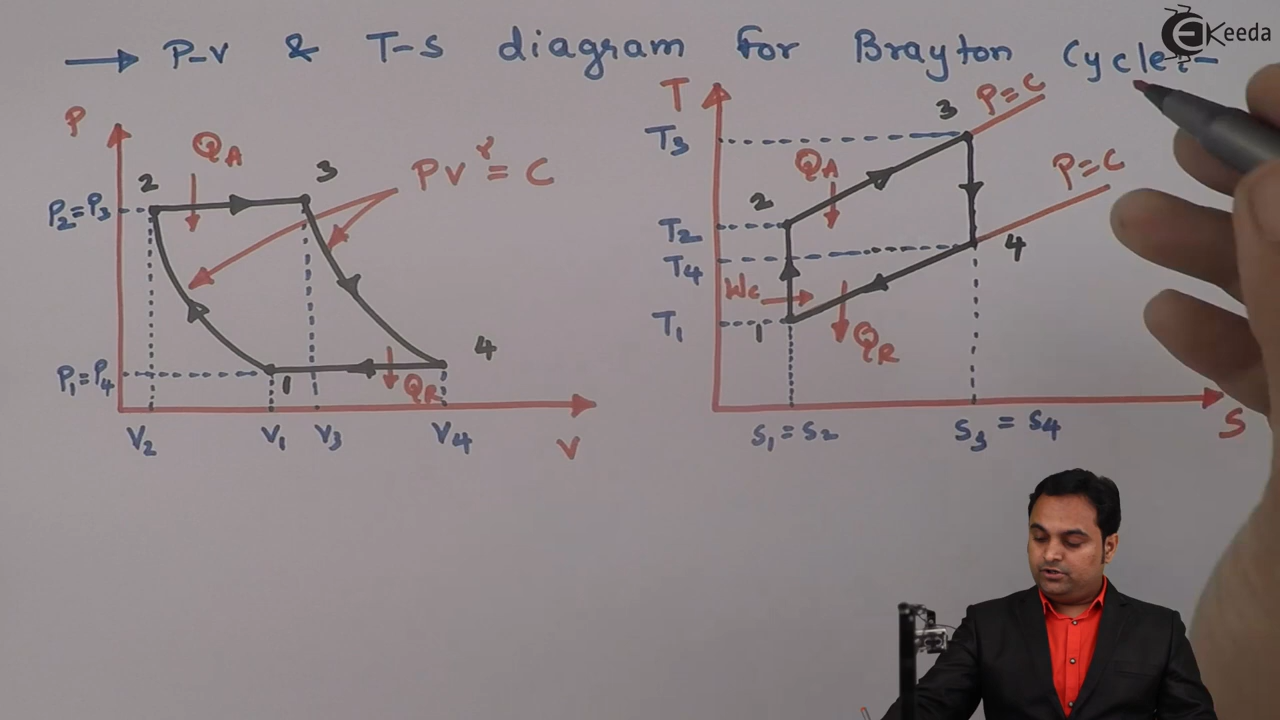 → P-V & T-S diagram For Brayton Cycle:-
EKeeda
P
QA
2
3
PV^γ = C
P2=P3
P1=P4
1
QR
4
V2 V1 V3 V4
V
T
3
P=C
T3
QA
P=C
2
T2
T4
4
Wc
T1
1
QR
S1 = S2
S3 = S4
S